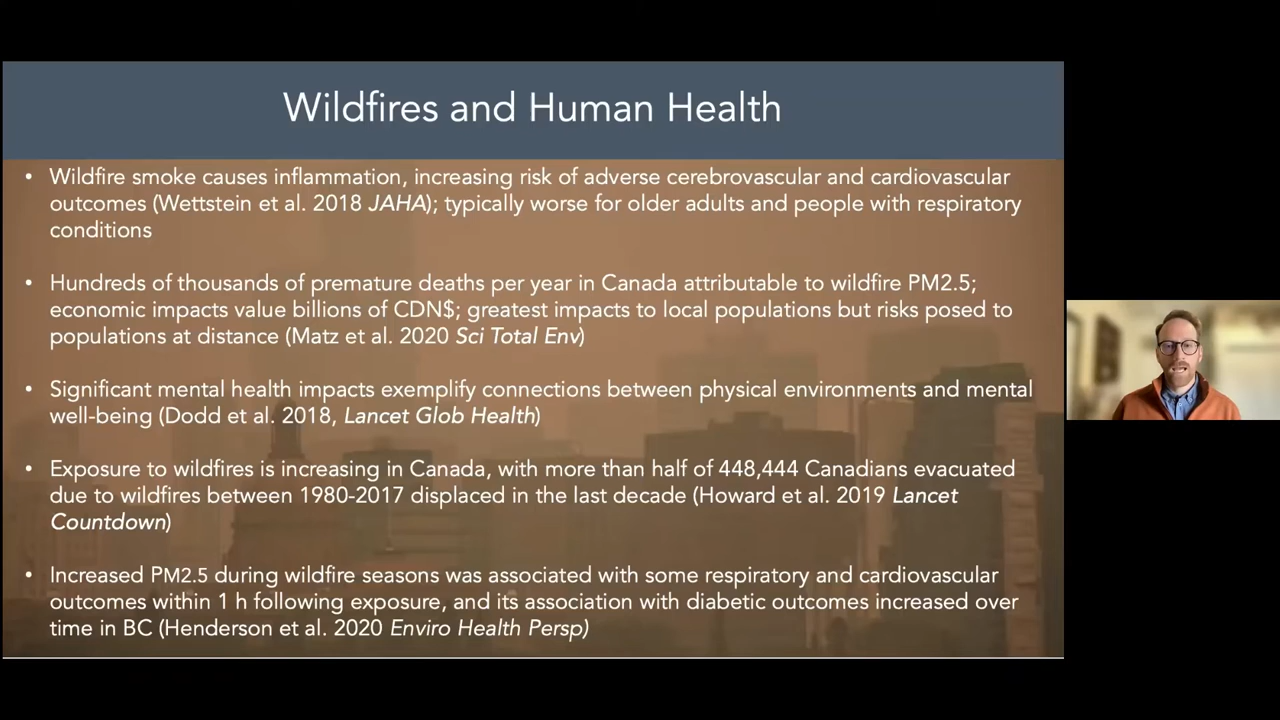 Wildfires and Human Health
• Wildfire smoke causes inflammation, increasing risk of adverse cerebrovascular and cardiovascular
outcomes (Wettstein et al. 2018 JAHA); typically worse for older adults and people with respiratory
conditions
• Hundreds of thousands of premature deaths per year in Canada attributable to wildfire PM2.5;
economic impacts value billions of CDN$; greatest impacts to local populations but risks posed to
populations at distance (Matz et al. 2020 Sci Total Env)
• Significant mental health impacts exemplify connections between physical environments and mental
well-being (Dodd et al. 2018, Lancet Glob Health)
• Exposure to wildfires is increasing in Canada, with more than half of 448,444 Canadians evacuated
due to wildfires between 1980-2017 displaced in the last decade (Howard et al. 2019 Lancet
Countdown)
• Increased PM2.5 during wildfire seasons was associated with some respiratory and cardiovascular
outcomes within 1 h following exposure, and its association with diabetic outcomes increased over
time in BC (Henderson et al. 2020 Enviro Health Persp)